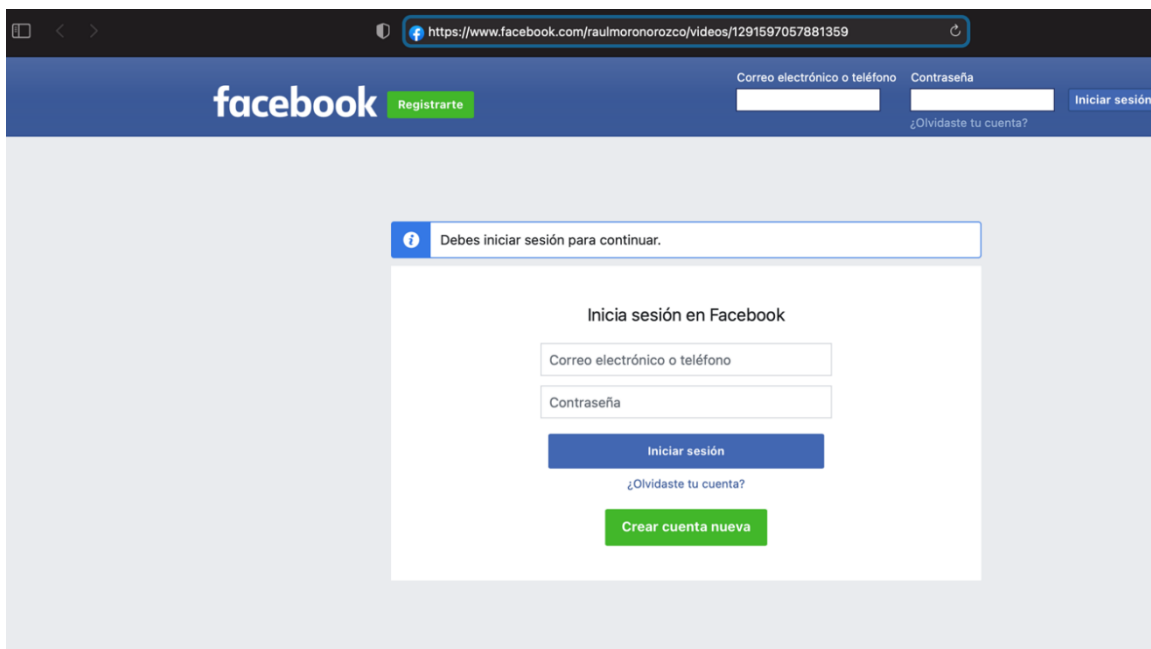 https://www.facebook.com/raulmoronorozco/videos/1291597057881359
Correo electrónico o teléfono Contraseña
facebook Registrarte Iniciar sesión
¿Olvidaste tu cuenta?
Debes iniciar sesión para continuar.
Inicia sesión en Facebook
Correo electrónico o teléfono
Contraseña
Iniciar sesión
¿Olvidaste tu cuenta?
Crear cuenta nueva